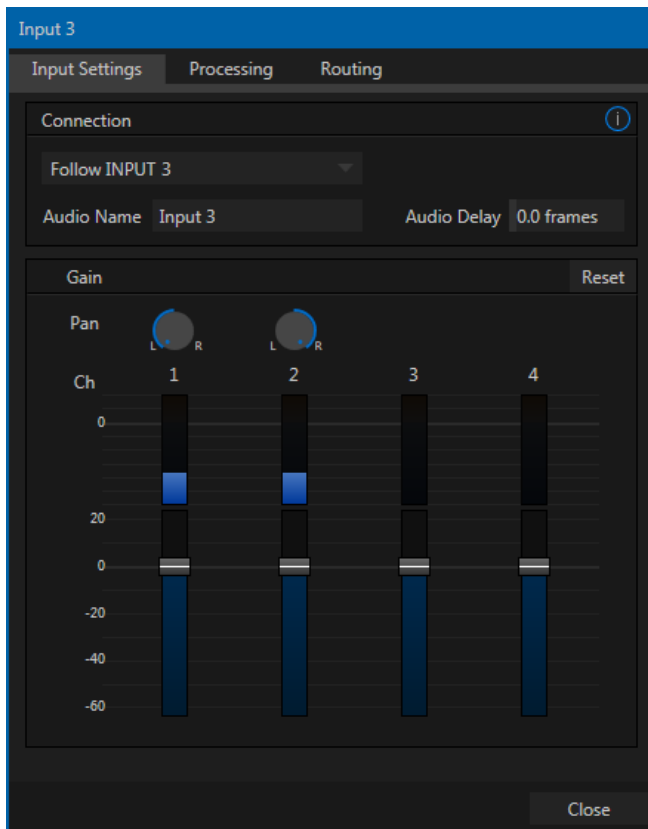 Input 3
Input Settings Processing Routing
Connection
i
Follow INPUT 3
Audio Name Input 3 Audio Delay 0.0 frames
Gain Reset
Pan
L R L R
Ch 1 2 3 4
0
20
0
-20
-40
-60
Close